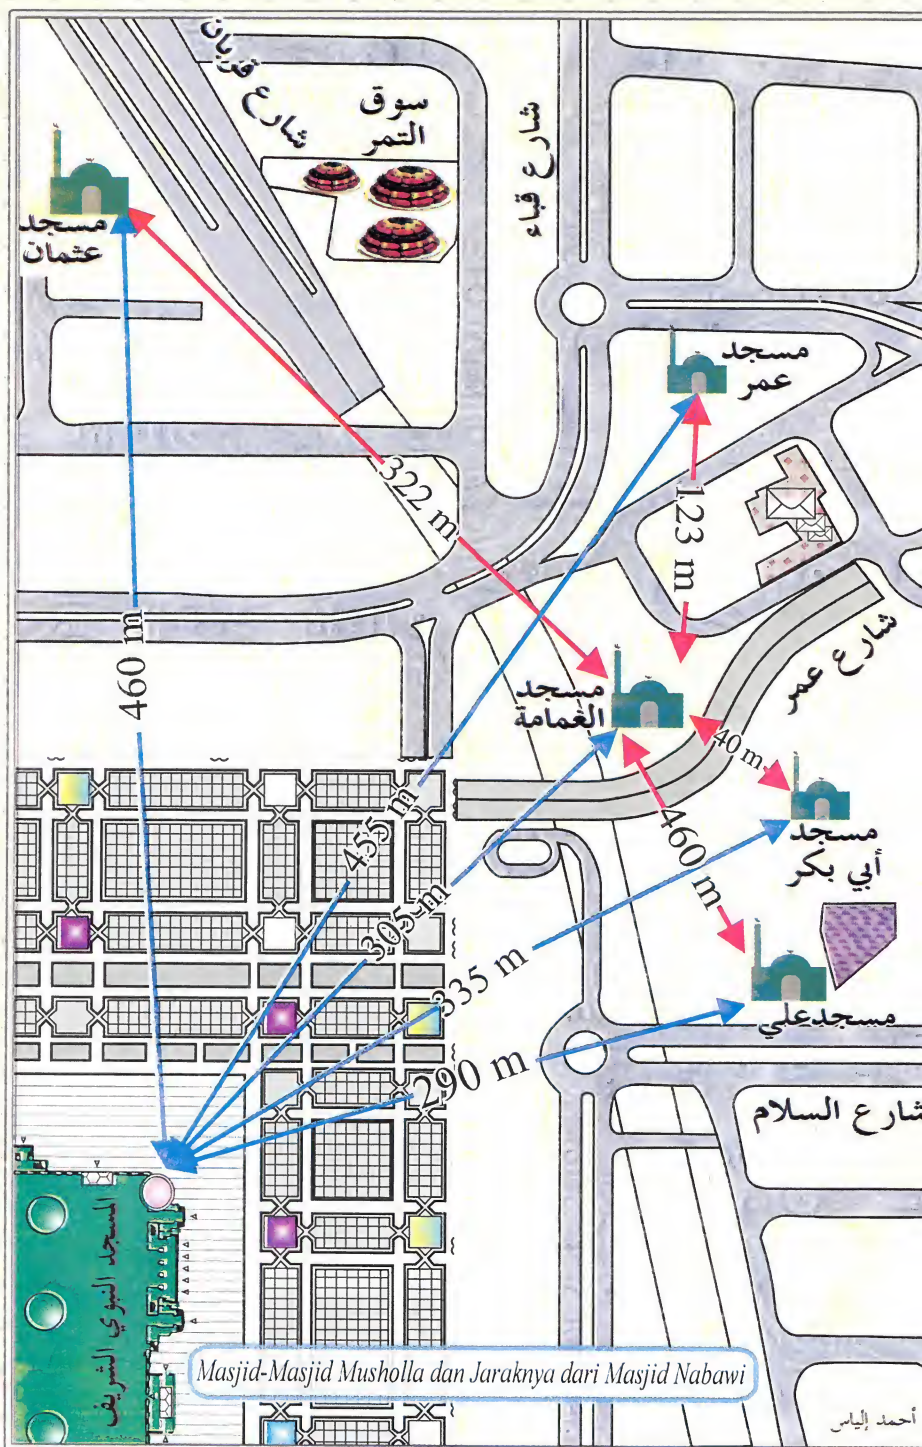 شارع قربان
سوق
التمر
شارع قباء
مسجد
عثمان
مسجد
عمر
322 m
123 m
شارع عمر
460 m
مسجد
الغمامة
40 m
مسجد
أبي بكر
455 m
460 m
305 m
335 m
مسجد علي
290 m
شارع السلام
المسجد النبوي الشريف
Masjid-Masjid Musholla dan Jaraknya dari Masjid Nabawi
أحمد إلياس